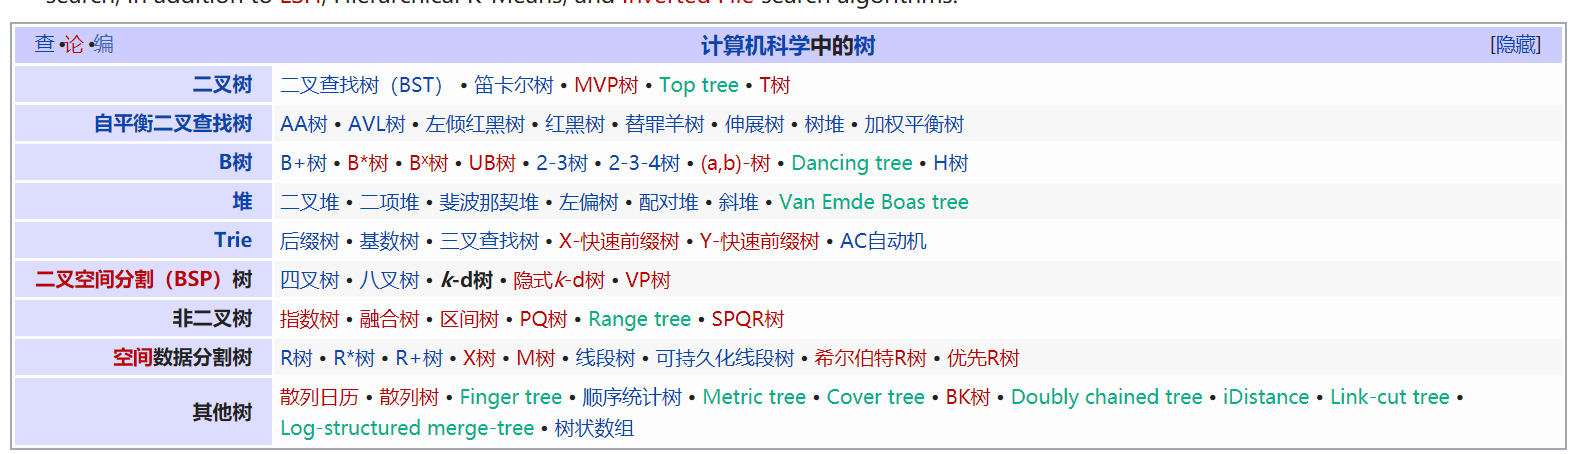 search, in addition to LSH, Hierarchical K-Means, and Inverted File search algorithms.
查·论·编 计算机科学中的树 [隐藏]
二叉树 二叉查找树（BST） • 笛卡尔树 • MVP树 • Top tree • T树
自平衡二叉查找树 AA树 • AVL树 • 左倾红黑树 • 红黑树 • 替罪羊树 • 伸展树 • 树堆 • 加权平衡树
B树 B+树 • B*树 • Bˣ树 • UB树 • 2-3树 • 2-3-4树 • (a,b)-树 • Dancing tree • H树
堆 二叉堆 • 二项堆 • 斐波那契堆 • 左偏树 • 配对堆 • 斜堆 • Van Emde Boas tree
Trie 后缀树 • 基数树 • 三叉查找树 • X-快速前缀树 • Y-快速前缀树 • AC自动机
二叉空间分割（BSP）树 四叉树 • 八叉树 • k-d树 • 隐式k-d树 • VP树
非二叉树 指数树 • 融合树 • 区间树 • PQ树 • Range tree • SPQR树
空间数据分割树 R树 • R*树 • R+树 • X树 • M树 • 线段树 • 可持久化线段树 • 希尔伯特R树 • 优先R树
其他树 散列日历 • 散列树 • Finger tree • 顺序统计树 • Metric tree • Cover tree • BK树 • Doubly chained tree • iDistance • Link-cut tree •
Log-structured merge-tree • 树状数组